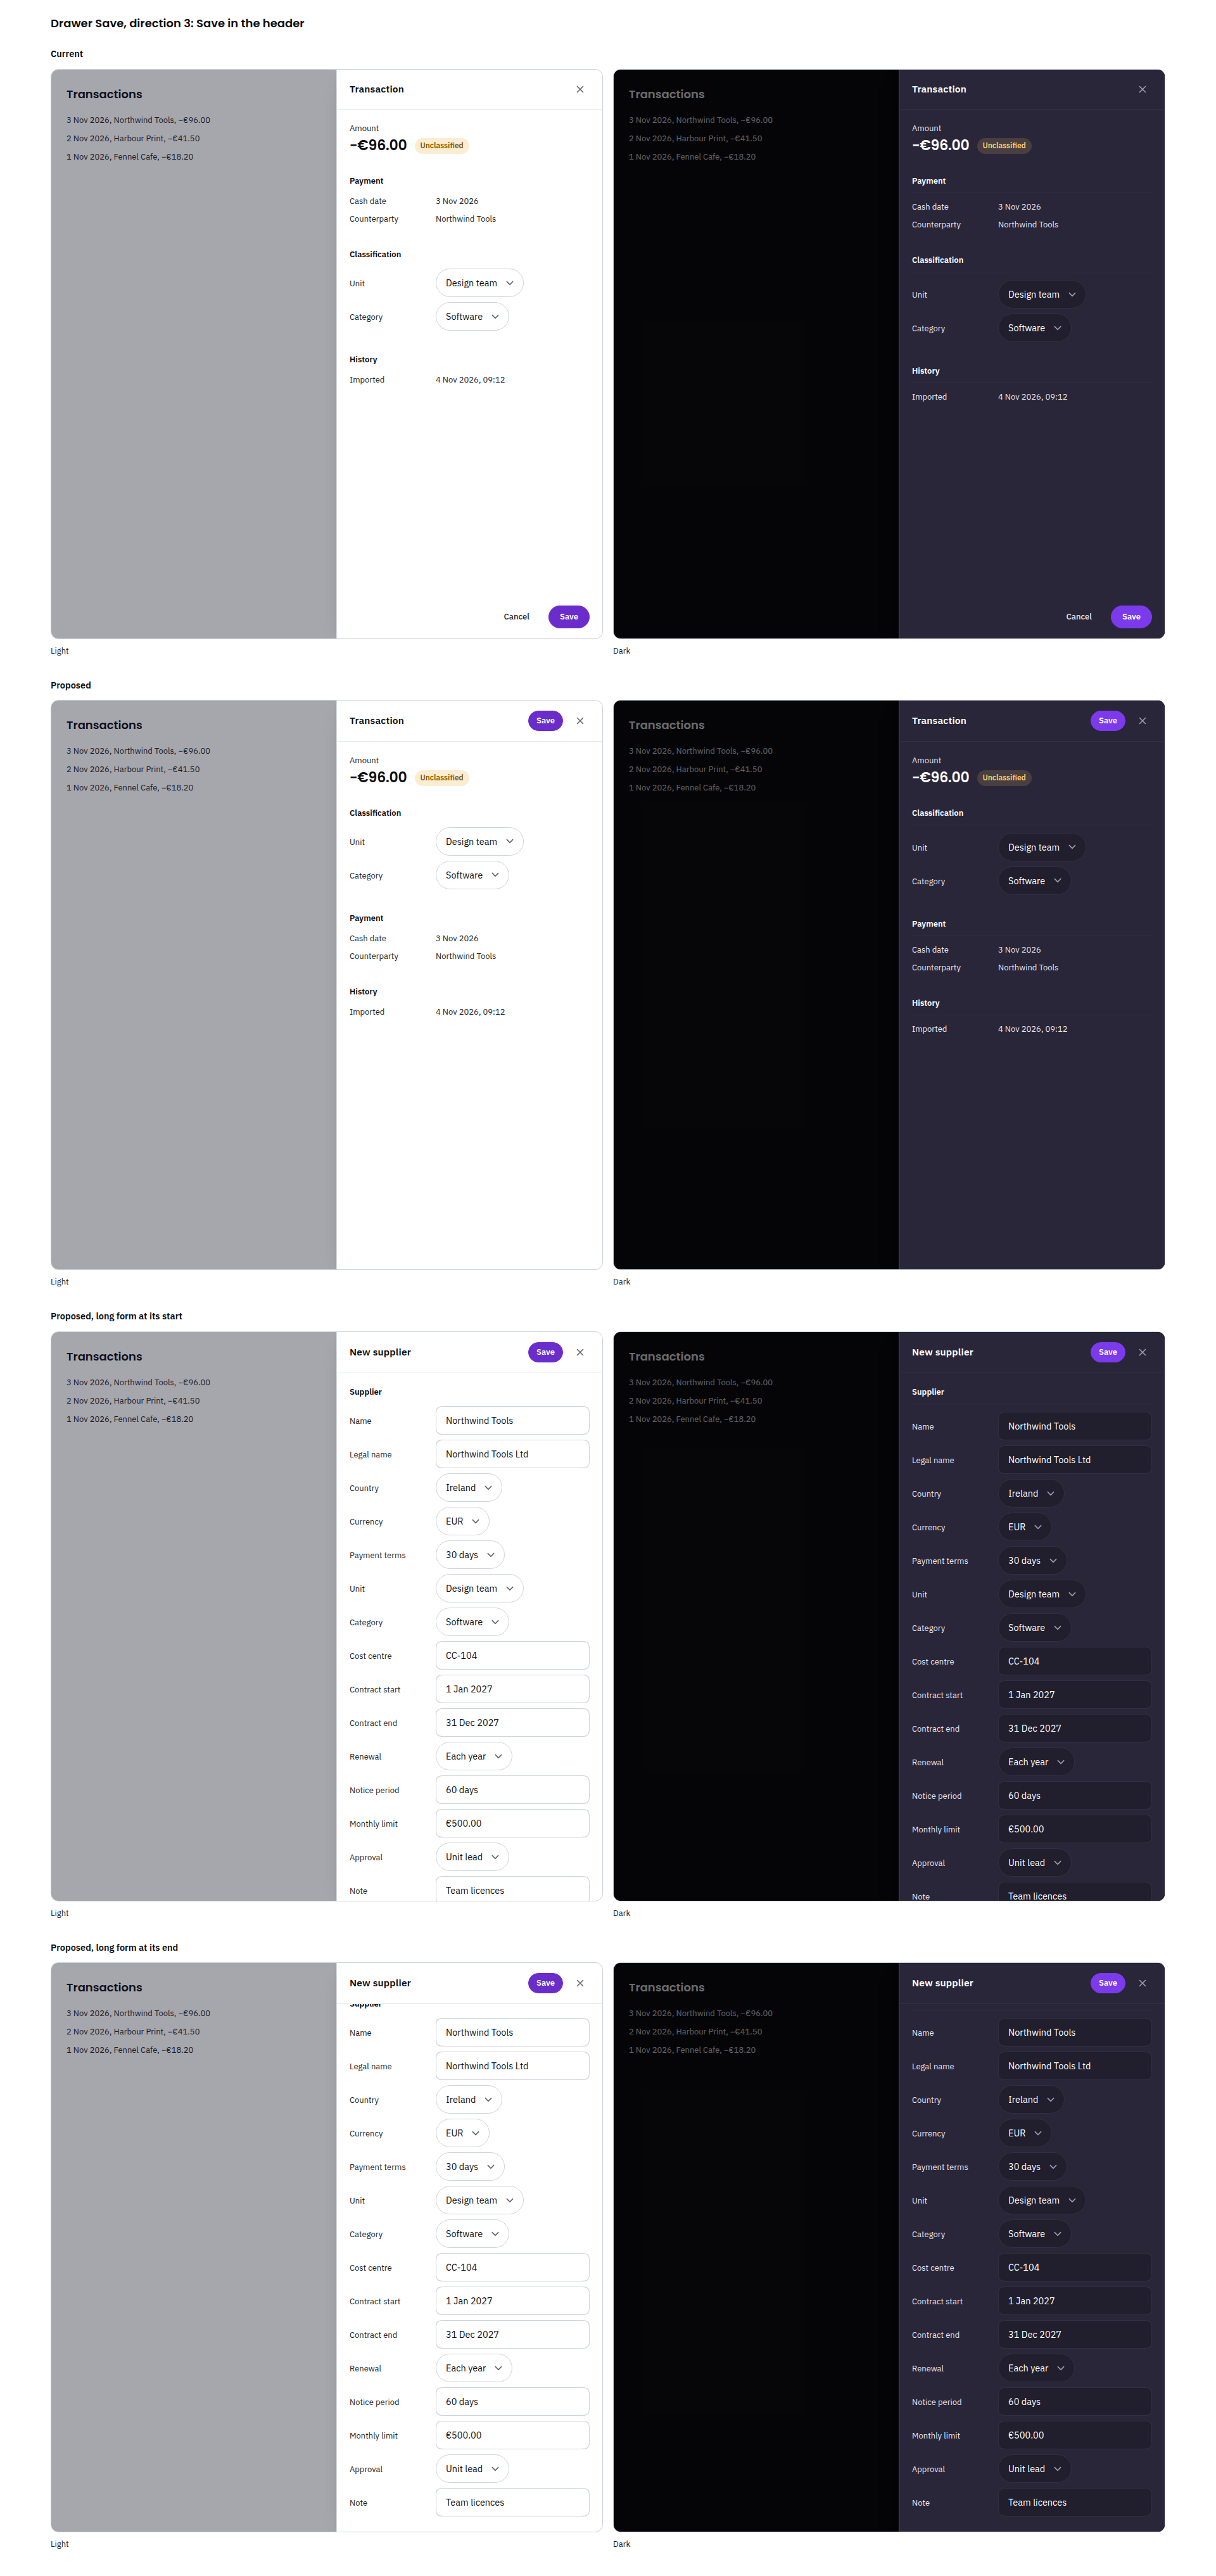 Drawer Save, direction 3: Save in the header
Current
Transactions
3 Nov 2026, Northwind Tools, −€96.00
2 Nov 2026, Harbour Print, −€41.50
1 Nov 2026, Fennel Cafe, −€18.20
Transaction
Amount
−€96.00 Unclassified
Payment
Cash date 3 Nov 2026
Counterparty Northwind Tools
Classification
Unit Design team
Category Software
History
Imported 4 Nov 2026, 09:12
Cancel Save
Light
Transactions
3 Nov 2026, Northwind Tools, −€96.00
2 Nov 2026, Harbour Print, −€41.50
1 Nov 2026, Fennel Cafe, −€18.20
Transaction
Amount
−€96.00 Unclassified
Payment
Cash date 3 Nov 2026
Counterparty Northwind Tools
Classification
Unit Design team
Category Software
History
Imported 4 Nov 2026, 09:12
Cancel Save
Dark
Proposed
Transactions
3 Nov 2026, Northwind Tools, −€96.00
2 Nov 2026, Harbour Print, −€41.50
1 Nov 2026, Fennel Cafe, −€18.20
Transaction Save
Amount
−€96.00 Unclassified
Classification
Unit Design team
Category Software
Payment
Cash date 3 Nov 2026
Counterparty Northwind Tools
History
Imported 4 Nov 2026, 09:12
Light
Transactions
3 Nov 2026, Northwind Tools, −€96.00
2 Nov 2026, Harbour Print, −€41.50
1 Nov 2026, Fennel Cafe, −€18.20
Transaction Save
Amount
−€96.00 Unclassified
Classification
Unit Design team
Category Software
Payment
Cash date 3 Nov 2026
Counterparty Northwind Tools
History
Imported 4 Nov 2026, 09:12
Dark
Proposed, long form at its start
Transactions
3 Nov 2026, Northwind Tools, −€96.00
2 Nov 2026, Harbour Print, −€41.50
1 Nov 2026, Fennel Cafe, −€18.20
New supplier Save
Supplier
Name Northwind Tools
Legal name Northwind Tools Ltd
Country Ireland
Currency EUR
Payment terms 30 days
Unit Design team
Category Software
Cost centre CC-104
Contract start 1 Jan 2027
Contract end 31 Dec 2027
Renewal Each year
Notice period 60 days
Monthly limit €500.00
Approval Unit lead
Note Team licences
Light
Transactions
3 Nov 2026, Northwind Tools, −€96.00
2 Nov 2026, Harbour Print, −€41.50
1 Nov 2026, Fennel Cafe, −€18.20
New supplier Save
Supplier
Name Northwind Tools
Legal name Northwind Tools Ltd
Country Ireland
Currency EUR
Payment terms 30 days
Unit Design team
Category Software
Cost centre CC-104
Contract start 1 Jan 2027
Contract end 31 Dec 2027
Renewal Each year
Notice period 60 days
Monthly limit €500.00
Approval Unit lead
Note Team licences
Dark
Proposed, long form at its end
Transactions
3 Nov 2026, Northwind Tools, −€96.00
2 Nov 2026, Harbour Print, −€41.50
1 Nov 2026, Fennel Cafe, −€18.20
New supplier Save
Supplier
Name Northwind Tools
Legal name Northwind Tools Ltd
Country Ireland
Currency EUR
Payment terms 30 days
Unit Design team
Category Software
Cost centre CC-104
Contract start 1 Jan 2027
Contract end 31 Dec 2027
Renewal Each year
Notice period 60 days
Monthly limit €500.00
Approval Unit lead
Note Team licences
Light
Transactions
3 Nov 2026, Northwind Tools, −€96.00
2 Nov 2026, Harbour Print, −€41.50
1 Nov 2026, Fennel Cafe, −€18.20
New supplier Save
Name Northwind Tools
Legal name Northwind Tools Ltd
Country Ireland
Currency EUR
Payment terms 30 days
Unit Design team
Category Software
Cost centre CC-104
Contract start 1 Jan 2027
Contract end 31 Dec 2027
Renewal Each year
Notice period 60 days
Monthly limit €500.00
Approval Unit lead
Note Team licences
Dark